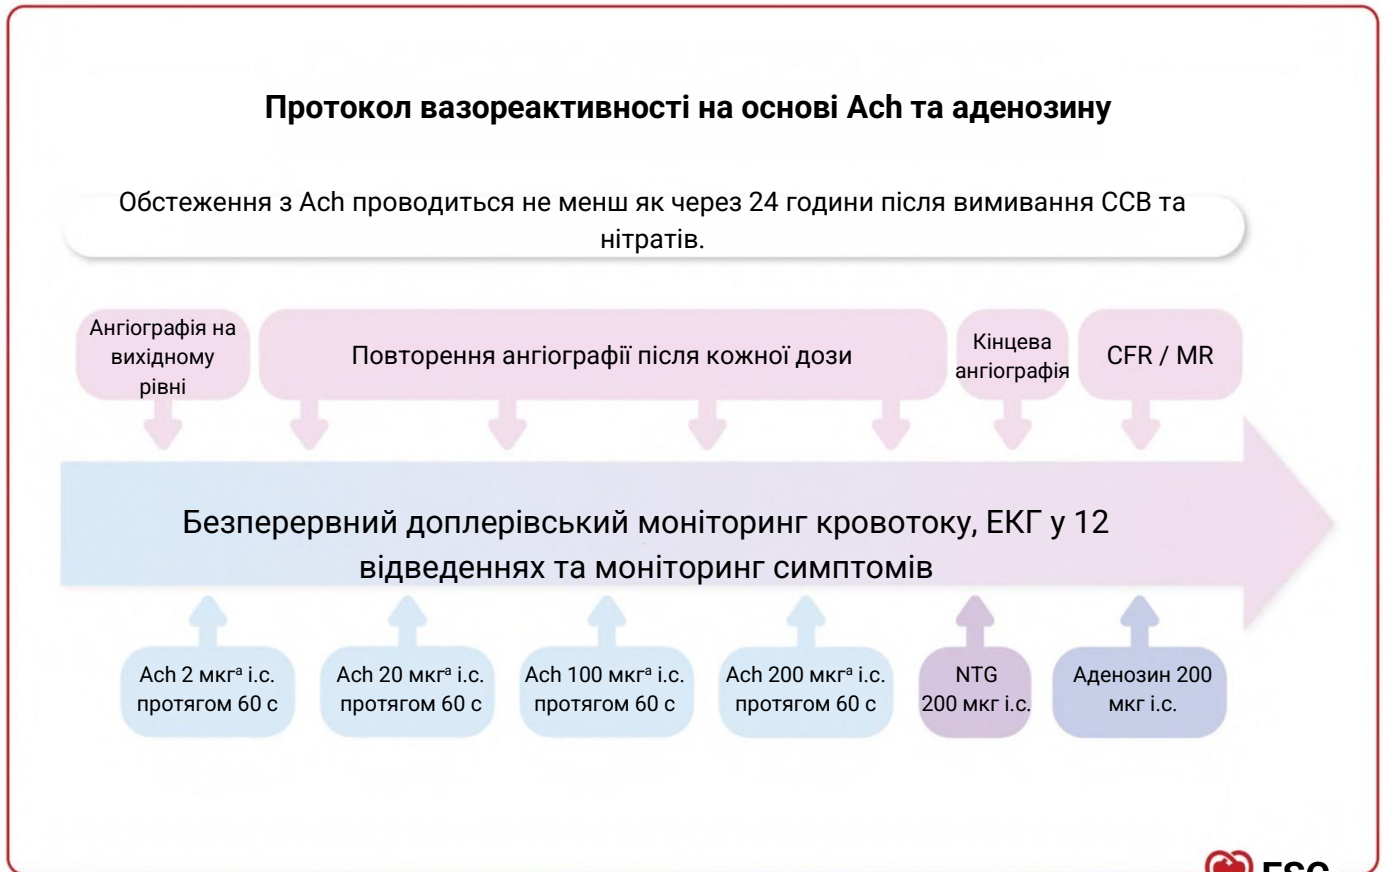 Протокол вазореактивності на основі Ach та аденозину
Обстеження з Ach проводиться не менш як через 24 години після вимивання ССВ та
нітратів.
Ангіографія на
вихідному
рівні
Повторення ангіографії після кожної дози
Кінцева
ангіографія
CFR / MR
Безперервний доплерівський моніторинг кровотоку, ЕКГ у 12
відведеннях та моніторинг симптомів
Ach 2 мкгª i.c.
протягом 60 с
Ach 20 мкгª i.c.
протягом 60 с
Ach 100 мкгª i.c.
протягом 60 с
Ach 200 мкгª i.c.
протягом 60 с
NTG
200 мкг i.c.
Аденозин 200
мкг i.c.
ESC